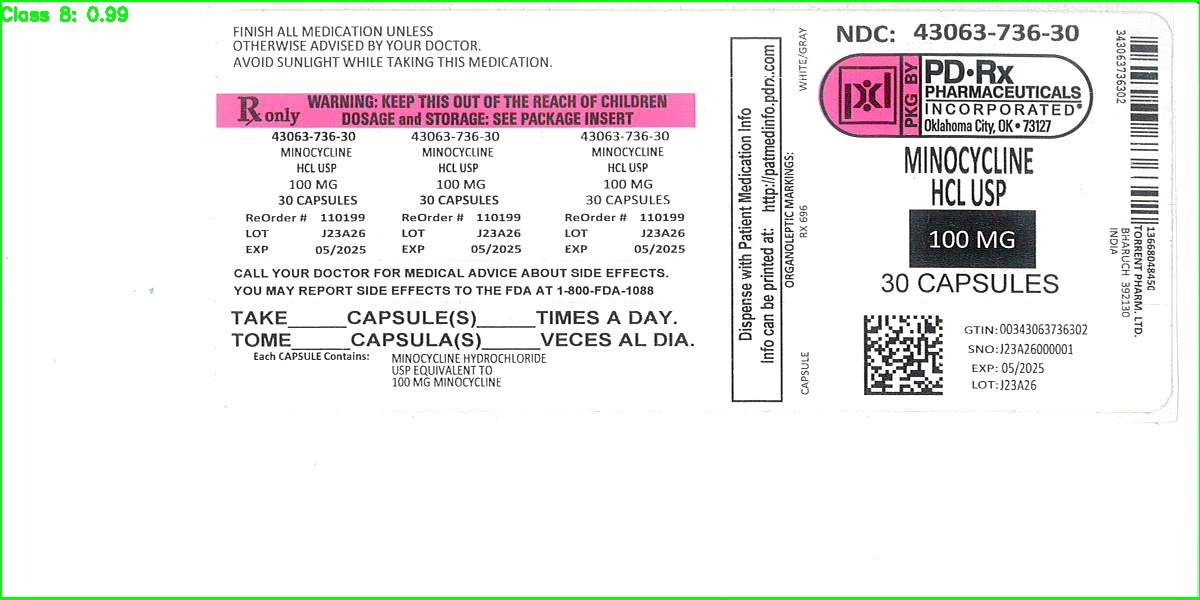 Class 8: 0.99
FINISH ALL MEDICATION UNLESS
OTHERWISE ADVISED BY YOUR DOCTOR.
AVOID SUNLIGHT WHILE TAKING THIS MEDICATION.
Rx only
WARNING: KEEP THIS OUT OF THE REACH OF CHILDREN
DOSAGE and STORAGE: SEE PACKAGE INSERT
43063-736-30 43063-736-30 43063-736-30
MINOCYCLINE MINOCYCLINE MINOCYCLINE
HCL USP HCL USP HCL USP
100 MG 100 MG 100 MG
30 CAPSULES 30 CAPSULES 30 CAPSULES
ReOrder # 110199 ReOrder # 110199 ReOrder # 110199
LOT J23A26 LOT J23A26 LOT J23A26
EXP 05/2025 EXP 05/2025 EXP 05/2025
CALL YOUR DOCTOR FOR MEDICAL ADVICE ABOUT SIDE EFFECTS.
YOU MAY REPORT SIDE EFFECTS TO THE FDA AT 1-800-FDA-1088
TAKE______CAPSULE(S)______TIMES A DAY.
TOME______CAPSULA(S)______VECES AL DIA.
Each CAPSULE Contains: MINOCYCLINE HYDROCHLORIDE
USP EQUIVALENT TO
100 MG MINOCYCLINE
Dispense with Patient Medication Info
Info can be printed at: http://patmedinfo.pdrx.com
ORGANOLEPTIC MARKINGS:
CAPSULE RX 696 WHITE/GRAY
NDC: 43063-736-30
PKG BY
PD·Rx
PHARMACEUTICALS
INCORPORATED®
Oklahoma City, OK • 73127
MINOCYCLINE
HCL USP
100 MG
30 CAPSULES
GTIN: 00343063736302
SNO: J23A26000001
EXP: 05/2025
LOT: J23A26
343063736302
13668048450
TORRENT PHARM. LTD.
BHARUCH 392130
INDIA